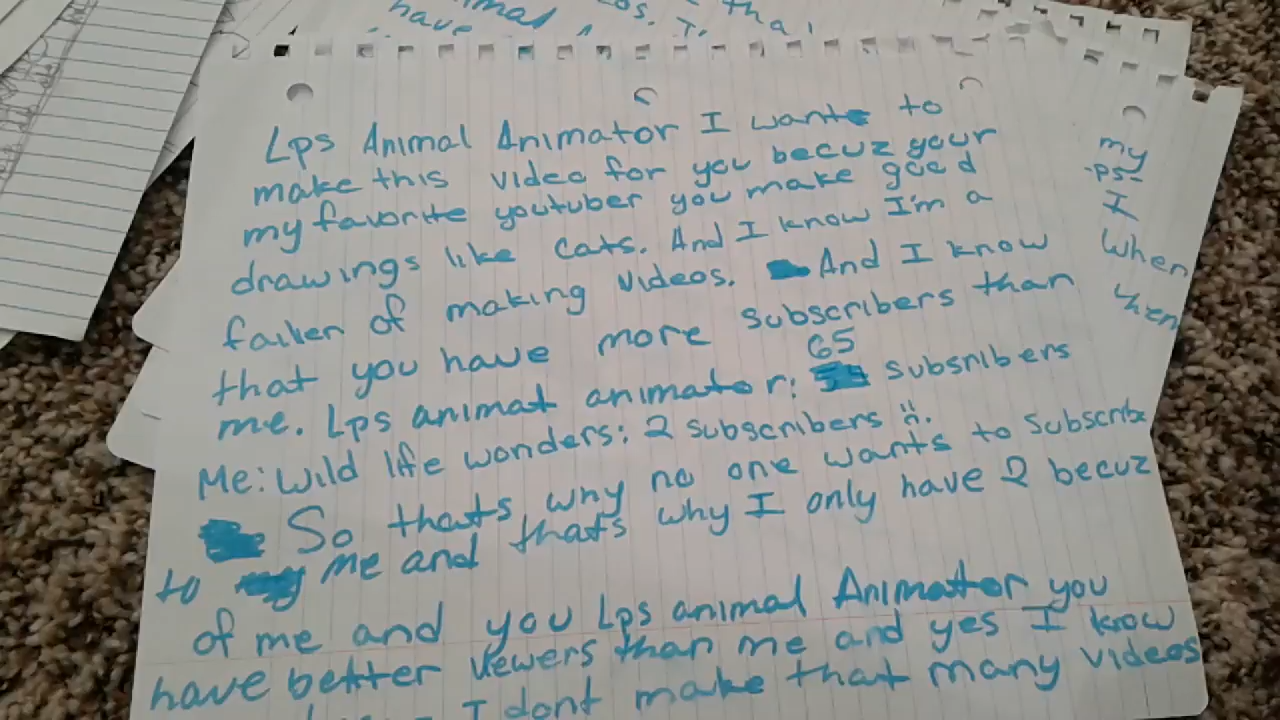 have
Lps Animal Animator I want to
make this video for you becuz your
my favorite youtuber you make good
drawings like cats. And I know I'm a
failer of making videos. And I know
that you have more subscribers than
me. Lps animat animator: 65 subsribers
Me: Wild life wonders: 2 subscribers
So thats why no one wants to subscribe
to me and thats why I only have 2 becuz
of me and you Lps animal Animator you
have better viewers than me and yes I know
I dont make that many videos
my
-ps-
I
when
when